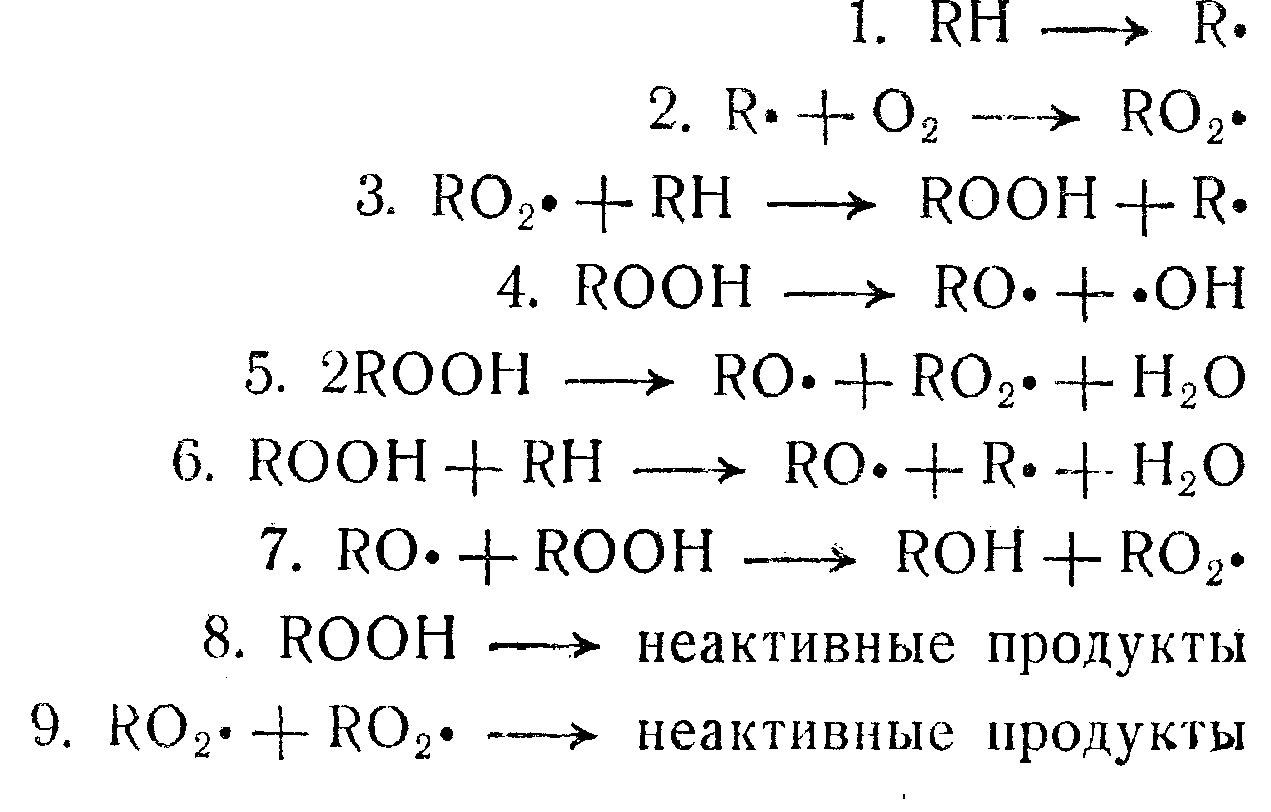 1. RH ⟶ R•
2. R• + O₂ ⟶ RO₂•
3. RO₂• + RH ⟶ ROOH + R•
4. ROOH ⟶ RO• + •OH
5. 2ROOH ⟶ RO• + RO₂• + H₂O
6. ROOH + RH ⟶ RO• + R• + H₂O
7. RO• + ROOH ⟶ ROH + RO₂•
8. ROOH ⟶ неактивные продукты
9. RO₂• + RO₂• ⟶ неактивные продукты